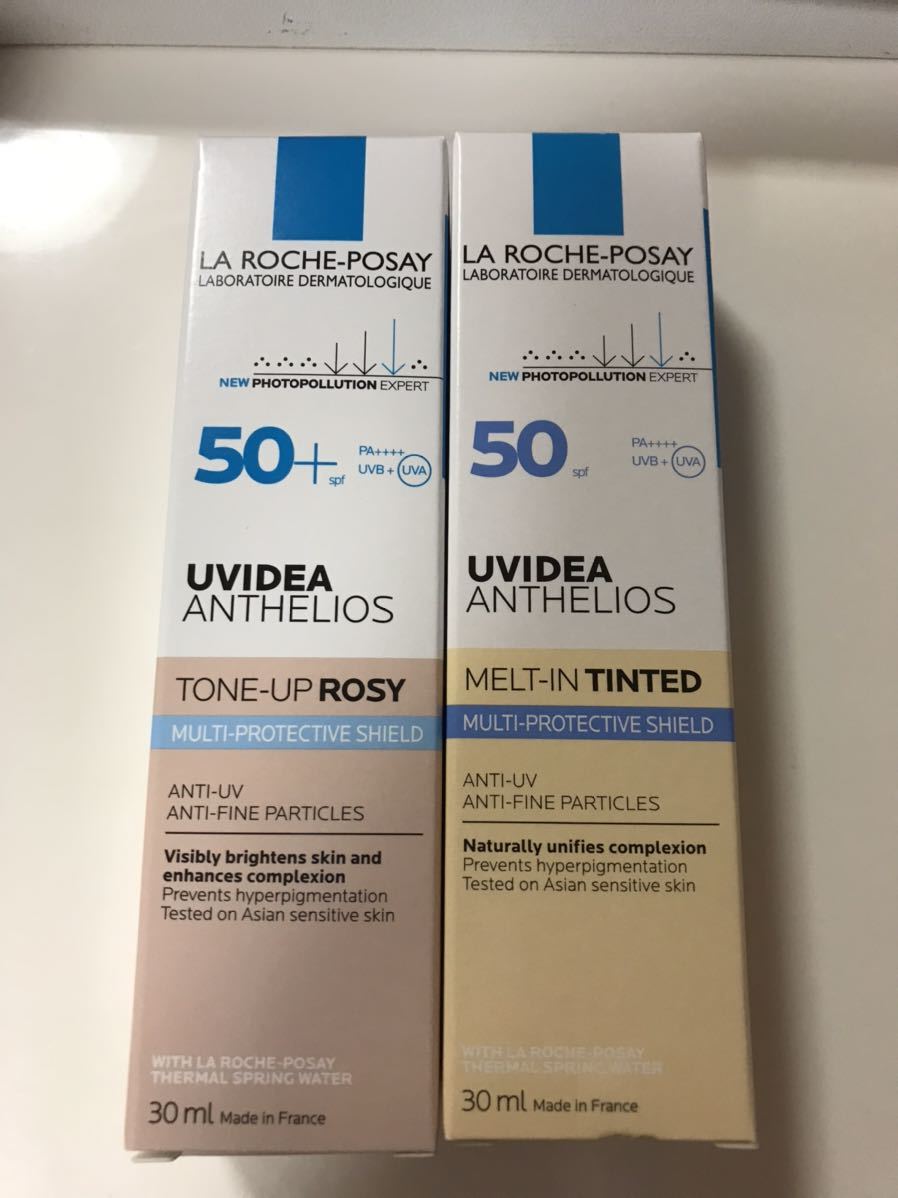 LA ROCHE-POSAY
LABORATOIRE DERMATOLOGIQUE
NEW PHOTOPOLLUTION EXPERT
50+ spf
PA++++
UVB + UVA
UVIDEA
ANTHELIOS
TONE-UP ROSY
MULTI-PROTECTIVE SHIELD
ANTI-UV
ANTI-FINE PARTICLES
Visibly brightens skin and
enhances complexion
Prevents hyperpigmentation
Tested on Asian sensitive skin
WITH LA ROCHE-POSAY
THERMAL SPRING WATER
30 ml Made in France
LA ROCHE-POSAY
LABORATOIRE DERMATOLOGIQUE
NEW PHOTOPOLLUTION EXPERT
50 spf
PA++++
UVB + UVA
UVIDEA
ANTHELIOS
MELT-IN TINTED
MULTI-PROTECTIVE SHIELD
ANTI-UV
ANTI-FINE PARTICLES
Naturally unifies complexion
Prevents hyperpigmentation
Tested on Asian sensitive skin
WITH LA ROCHE-POSAY
THERMAL SPRING WATER
30 ml Made in France